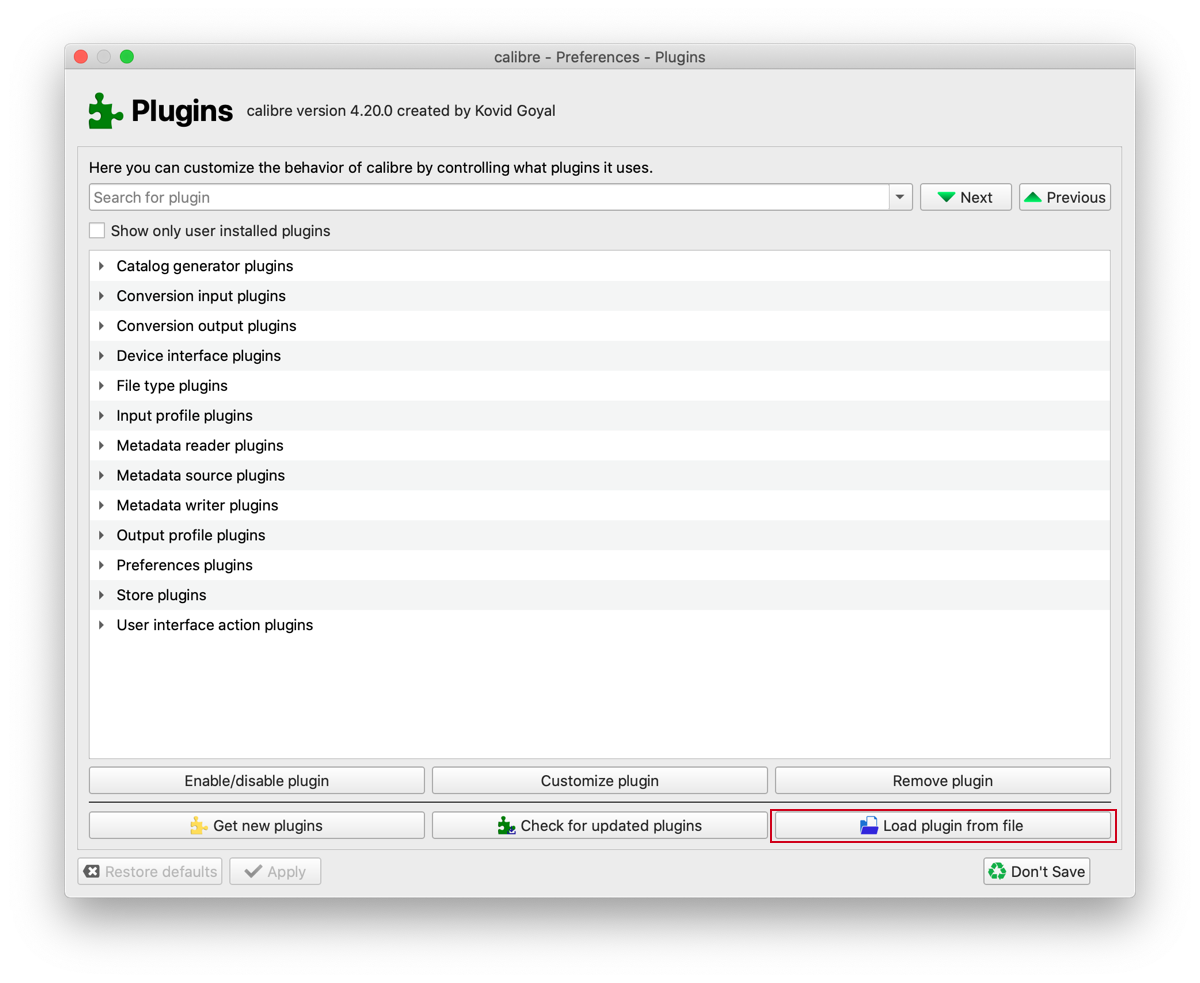 calibre - Preferences - Plugins
Plugins calibre version 4.20.0 created by Kovid Goyal
Here you can customize the behavior of calibre by controlling what plugins it uses.
Search for plugin Next Previous
Show only user installed plugins
Catalog generator plugins
Conversion input plugins
Conversion output plugins
Device interface plugins
File type plugins
Input profile plugins
Metadata reader plugins
Metadata source plugins
Metadata writer plugins
Output profile plugins
Preferences plugins
Store plugins
User interface action plugins
Enable/disable plugin Customize plugin Remove plugin
Get new plugins Check for updated plugins Load plugin from file
Restore defaults Apply Don't Save